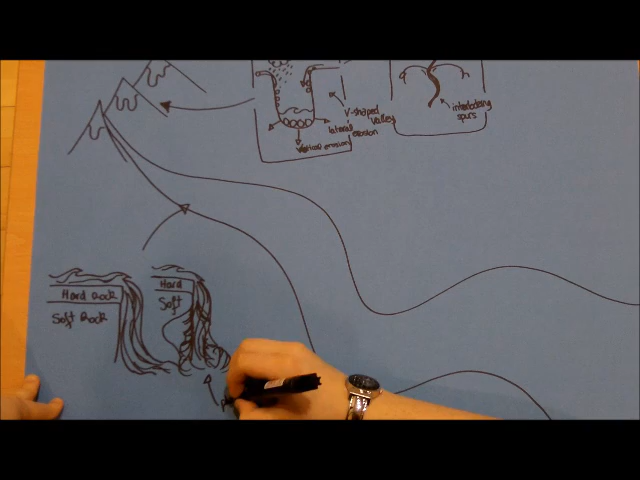 V-shaped
Valley
lateral
erosion
Vertical erosion
interlocking
spurs
Hard Rock
Soft Rock
Hard
Soft